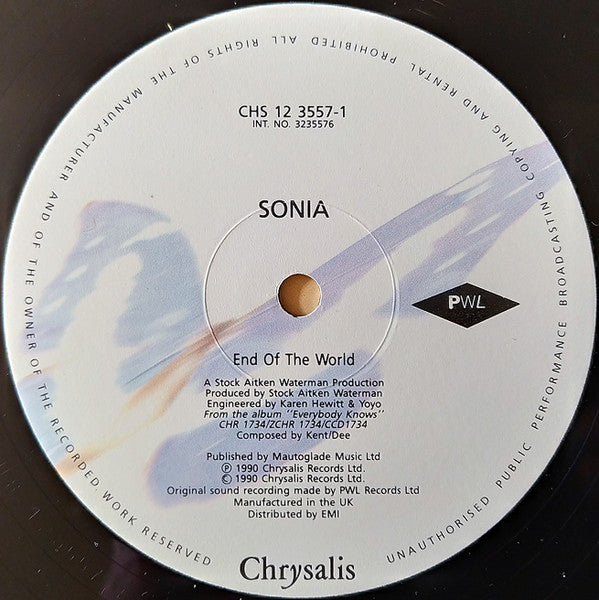 CHS 12 3557-1
INT. NO. 3235576
SONIA
PWL
End Of The World
A Stock Aitken Waterman Production
Produced by Stock Aitken Waterman
Engineered by Karen Hewitt & Yoyo
From the album "Everybody Knows"
CHR 1734/ZCHR 1734/CCD1734
Composed by Kent/Dee
Published by Mautoglade Music Ltd
Ⓟ 1990 Chrysalis Records Ltd.
© 1990 Chrysalis Records Ltd.
Original sound recording made by PWL Records Ltd
Manufactured in the UK
Distributed by EMI
Chrysalis
ALL RIGHTS OF THE MANUFACTURER AND OF THE OWNER OF THE RECORDED WORK RESERVED
UNAUTHORISED PUBLIC PERFORMANCE BROADCASTING COPYING AND RENTAL PROHIBITED